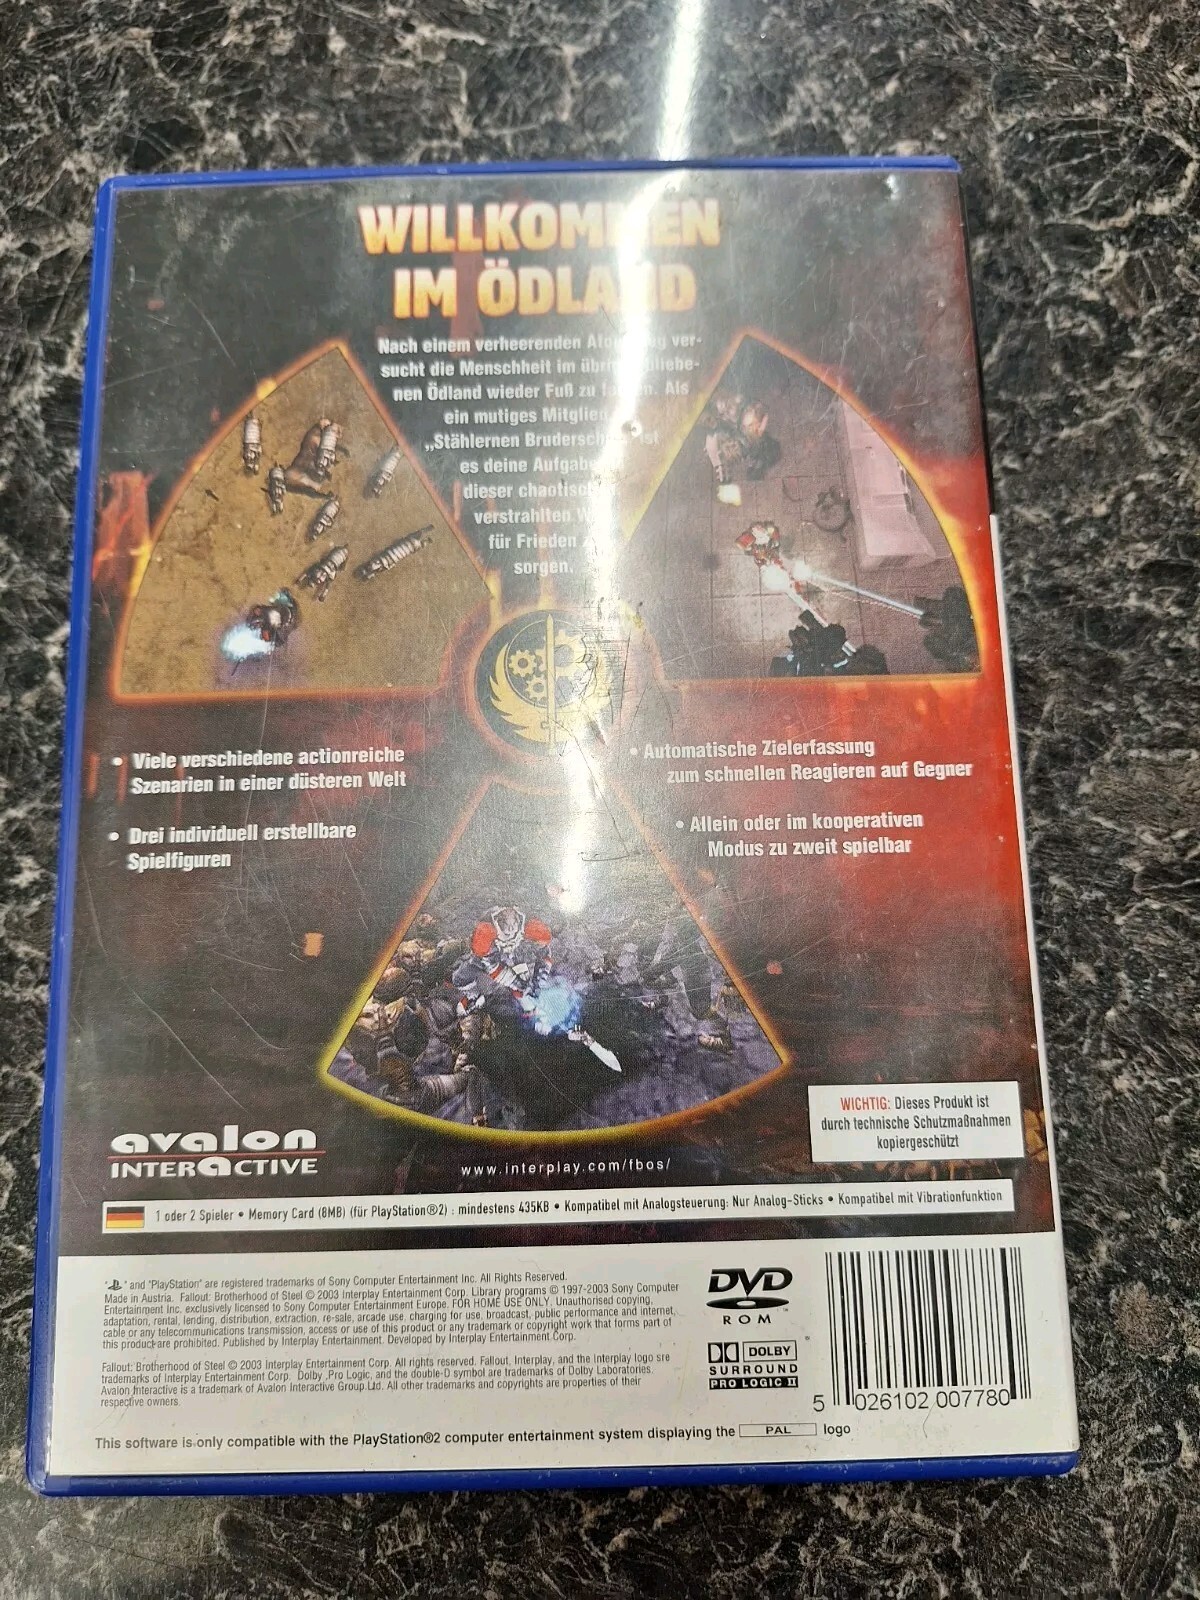 WILLKOMMEN
IM ÖDLAND
Nach einem verheerenden ver-
sucht die Menschheit im
nen Ödland wieder Fuß zu Als
ein mutiges Mitglied
„Stählernen ist
es deine Aufgabe
dieser
verstrahlten
für Frieden
sorgen.
• Viele verschiedene actionreiche
Szenarien in einer düsteren Welt
• Drei individuell erstellbare
Spielfiguren
• Automatische Zielerfassung
zum schnellen Reagieren auf Gegner
• Allein oder im kooperativen
Modus zu zweit spielbar
WICHTIG: Dieses Produkt ist
durch technische Schutzmaßnahmen
kopiergeschützt
avalon
INTERACTIVE
www.interplay.com/fbos/
1 oder 2 Spieler • Memory Card (8MB) (für PlayStation®2) : mindestens 435KB • Kompatibel mit Analogsteuerung: Nur Analog-Sticks • Kompatibel mit Vibrationfunktion
" " and "PlayStation" are registered trademarks of Sony Computer Entertainment Inc. All Rights Reserved.
Made in Austria. Fallout: Brotherhood of Steel © 2003 Interplay Entertainment Corp. Library programs © 1997-2003 Sony Computer
Entertainment Inc. exclusively licensed to Sony Computer Entertainment Europe. FOR HOME USE ONLY. Unauthorised copying,
adaptation, rental, lending, distribution, extraction, re-sale, arcade use, charging for use, broadcast, public performance and internet,
cable or any telecommunications transmission, access or use of this product or any trademark or copyright work that forms part of
this product are prohibited. Published by Interplay Entertainment. Developed by Interplay Entertainment Corp.
Fallout: Brotherhood of Steel © 2003 Interplay Entertainment Corp. All rights reserved. Fallout, Interplay, and the Interplay logo sre
trademarks of Interplay Entertainment Corp. Dolby ,Pro Logic, and the double-D symbol are trademarks of Dolby Laboratories.
Avalon Interactive is a trademark of Avalon Interactive Group Ltd. All other trademarks and copyrights are properties of their
respective owners.
DVD
ROM
DOLBY
SURROUND
PRO LOGIC II
5 026102 007780
This software is only compatible with the PlayStation®2 computer entertainment system displaying the PAL logo